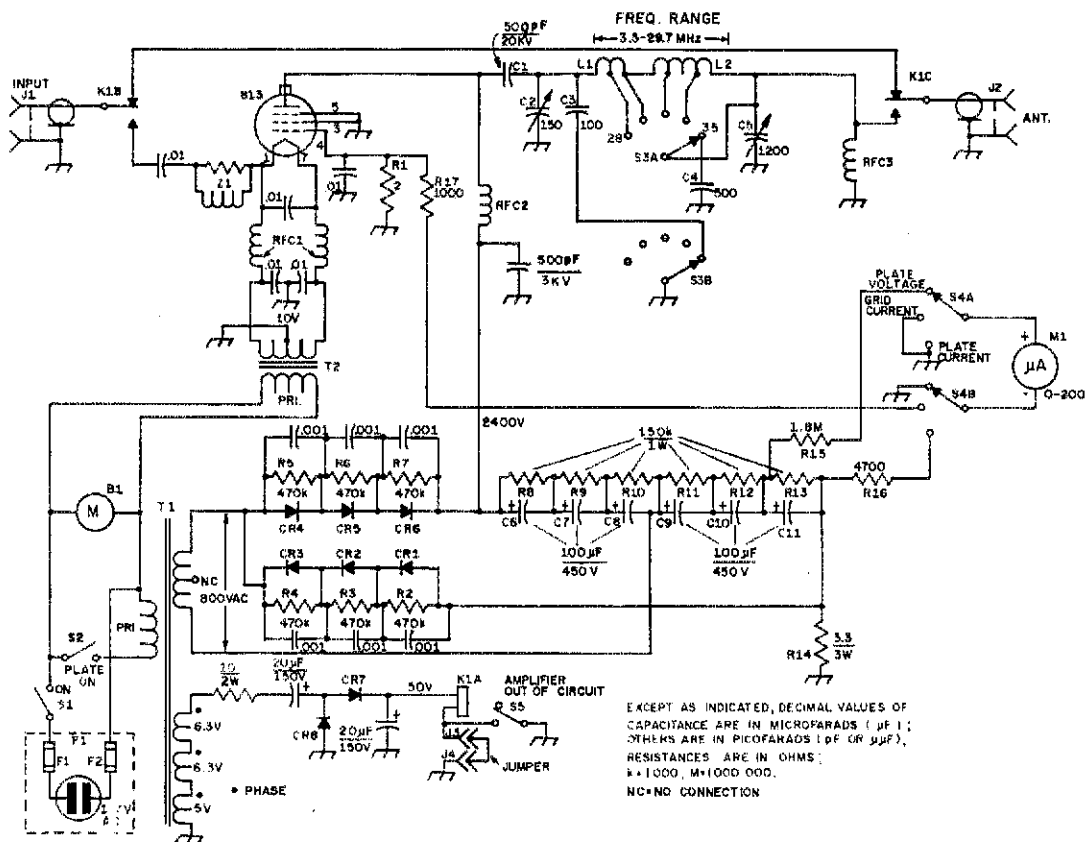 FREQ. RANGE
3.3-29.7 MHz
500pF
20KV
C1
L1
L2
INPUT
J1
K1B
813
5
3
4
1
7
C2
150
C3
100
28
35
S3A
C5
1200
K1C
J2
ANT.
.01
Z1
.01
R1
2
R17
1000
RFC2
C4
500
RFC3
.01
RFC1
.01
.01
10V
500pF
3KV
S3B
PLATE
VOLTAGE
GRID
CURRENT
S4A
PLATE
CURRENT
+
M1
μA
-
0-200
S4B
T2
PRI.
2400V
.001
.001
.001
R5
R6
R7
470k
470k
470k
CR4
CR5
CR6
150k
1W
1.8M
R15
4700
R16
R8
R9
R10
R11
R12
R13
+
+
+
+
+
+
C6
C7
C8
C9
C10
C11
100μF
450V
100μF
450V
B1
M
T1
NC
800VAC
CR3
CR2
CR1
R4
R3
R2
470k
470k
470k
.001
.001
.001
PRI
S2
PLATE
ON
ON
S1
10
2W
20μF
150V
+
CR7
50V
CR8
20μF
150V
+
K1A
AMPLIFIER
OUT OF CIRCUIT
S5
J3
J4
JUMPER
R14
3.3
3W
6.3V
6.3V
5V
• PHASE
P1
F1
F2
EXCEPT AS INDICATED, DECIMAL VALUES OF
CAPACITANCE ARE IN MICROFARADS ( μF ) ;
OTHERS ARE IN PICOFARADS ( pF OR μμF),
RESISTANCES ARE IN OHMS;
k=1000, M=1000 000.
NC=NO CONNECTION